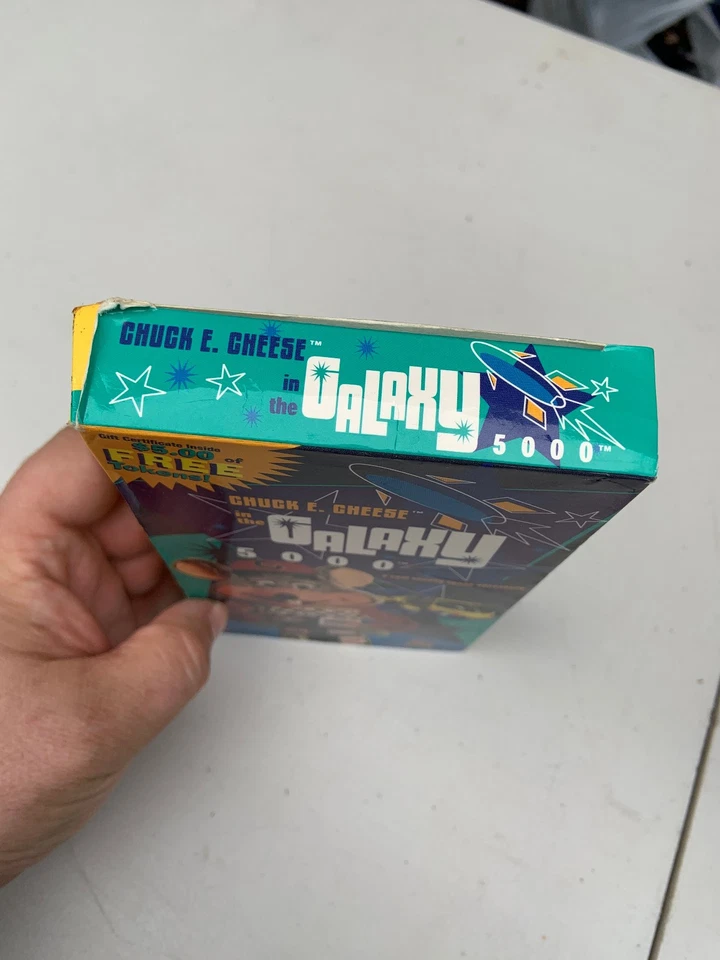 CHUCK E. CHEESE™
in the GALAXY
5000™
Gift Certificate Inside
$5.00 of
FREE
Tokens!
CHUCK E. CHEESE™
in the GALAXY
5000